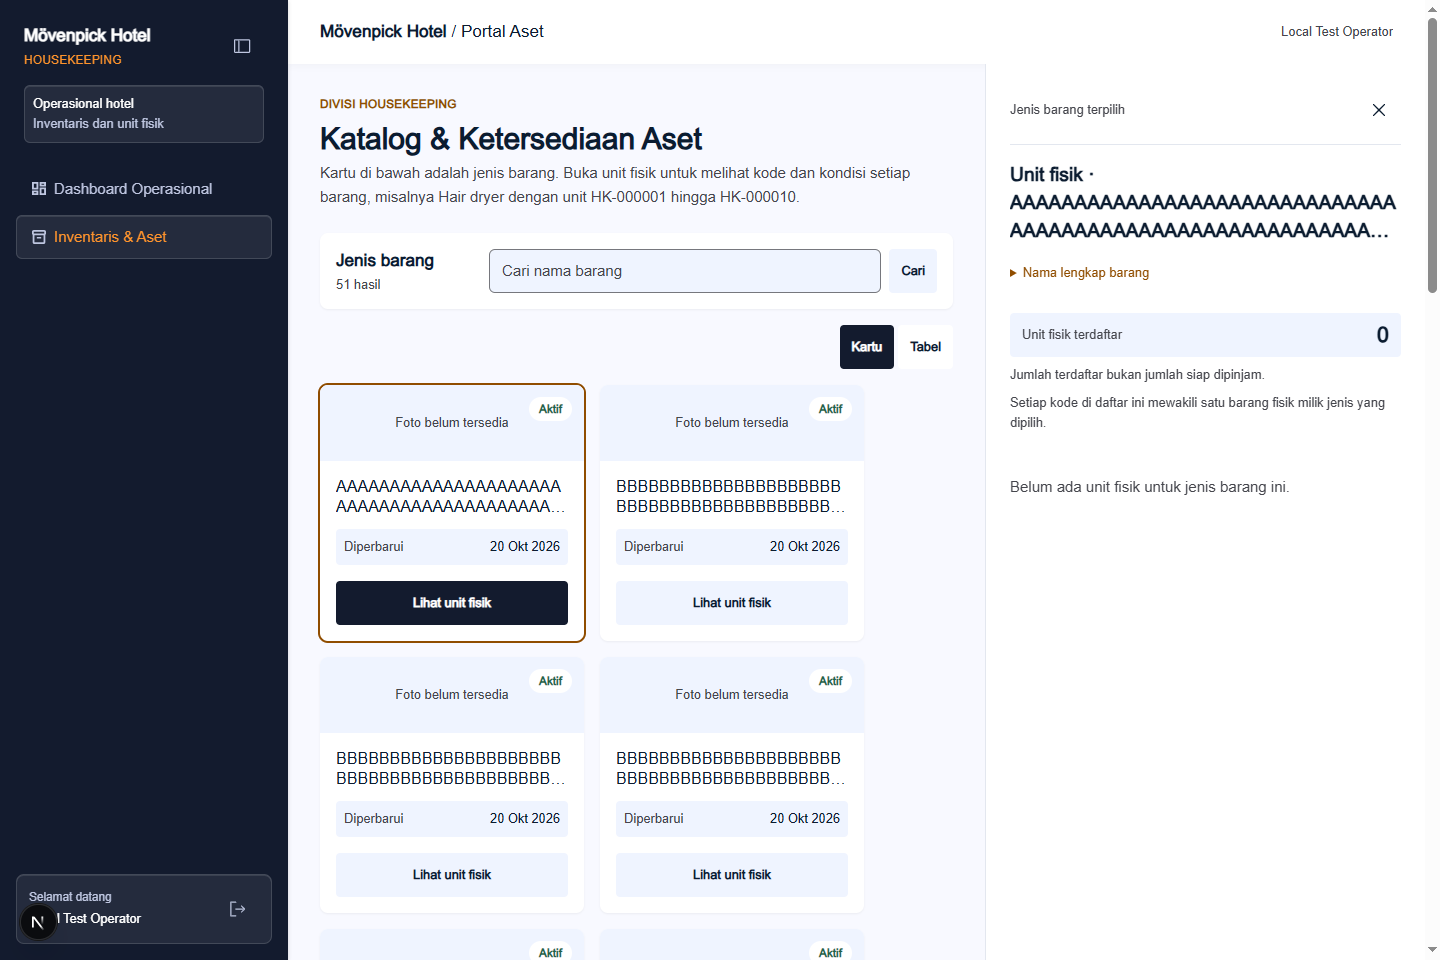 Mövenpick Hotel
HOUSEKEEPING
Operasional hotel
Inventaris dan unit fisik
Dashboard Operasional
Inventaris & Aset
Selamat datang
Test Operator
N
Mövenpick Hotel / Portal Aset
Local Test Operator
DIVISI HOUSEKEEPING
Katalog & Ketersediaan Aset
Kartu di bawah adalah jenis barang. Buka unit fisik untuk melihat kode dan kondisi setiap
barang, misalnya Hair dryer dengan unit HK-000001 hingga HK-000010.
Jenis barang
51 hasil
Cari nama barang
Cari
Kartu
Tabel
Aktif
Foto belum tersedia
AAAAAAAAAAAAAAAAAAAAA
AAAAAAAAAAAAAAAAAAAA…
Diperbarui
20 Okt 2026
Lihat unit fisik
Aktif
Foto belum tersedia
BBBBBBBBBBBBBBBBBBBBB
BBBBBBBBBBBBBBBBBBBB…
Diperbarui
20 Okt 2026
Lihat unit fisik
Aktif
Foto belum tersedia
BBBBBBBBBBBBBBBBBBBBB
BBBBBBBBBBBBBBBBBBBB…
Diperbarui
20 Okt 2026
Lihat unit fisik
Aktif
Foto belum tersedia
BBBBBBBBBBBBBBBBBBBBB
BBBBBBBBBBBBBBBBBBBB…
Diperbarui
20 Okt 2026
Lihat unit fisik
Aktif
Aktif
Jenis barang terpilih
Unit fisik ·
AAAAAAAAAAAAAAAAAAAAAAAAAAAAAA
AAAAAAAAAAAAAAAAAAAAAAAAAAAA…
Nama lengkap barang
Unit fisik terdaftar
0
Jumlah terdaftar bukan jumlah siap dipinjam.
Setiap kode di daftar ini mewakili satu barang fisik milik jenis yang
dipilih.
Belum ada unit fisik untuk jenis barang ini.